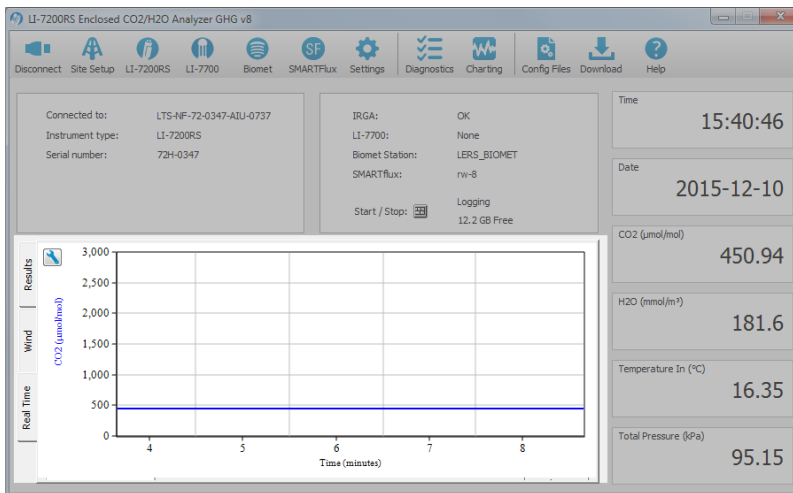 LI-7200RS Enclosed CO2/H2O Analyzer GHG v8
Disconnect Site Setup LI-7200RS LI-7700 Biomet SMARTFlux Settings Diagnostics Charting Config Files Download Help
SF
?
Connected to: LTS-NF-72-0347-AIU-0737
Instrument type: LI-7200RS
Serial number: 72H-0347
IRGA: OK
LI-7700: None
Biomet Station: LERS_BIOMET
SMARTflux: rw-8
Logging
Start / Stop:
12.2 GB Free
Time
15:40:46
Date
2015-12-10
CO2 (µmol/mol)
450.94
H2O (mmol/m³)
181.6
Temperature In (°C)
16.35
Total Pressure (kPa)
95.15
Results
Wind
Real Time
CO2 (µmol/mol)
3,000
2,500
2,000
1,500
1,000
500
0
4 5 6 7 8
Time (minutes)